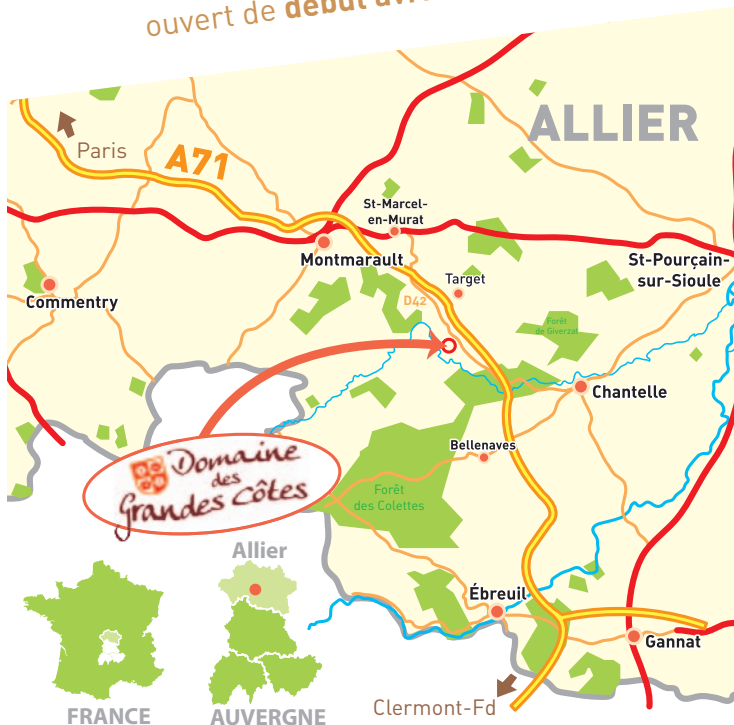 ouvert de début
ALLIER
Paris
A71
St-Marcel-
en-Murat
Montmarault
St-Pourçain-
sur-Sioule
Target
Commentry
D42
Forêt
de Giverzat
Chantelle
Bellenaves
Domaine
des
Grandes Côtes
Forêt
des Colettes
Allier
Ébreuil
Gannat
Clermont-Fd
FRANCE
AUVERGNE